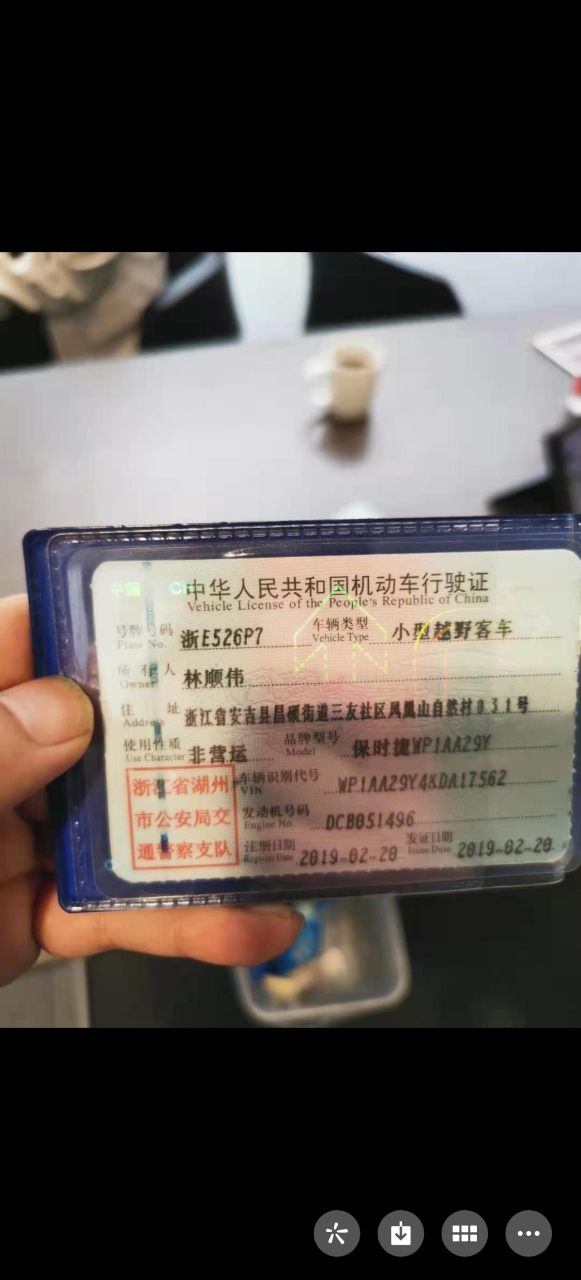 中华人民共和国机动车行驶证
Vehicle License of the People's Republic of China
号牌号码 浙E526P7 车辆类型 小型越野客车
Plate No. Vehicle Type
所有人 林顺伟
Owner
住址 浙江省安吉县昌硕街道三友社区凤凰山自然村031号
Address
使用性质 非营运 品牌型号 保时捷WP1AA29Y
Use Character Model
浙江省湖州
市公安局交
通警察支队
车辆识别代号 WP1AA29Y4KDA17562
VIN
发动机号码 DCB051496
Engine No.
注册日期 2019-02-20 发证日期 2019-02-20
Register Date Issue Date